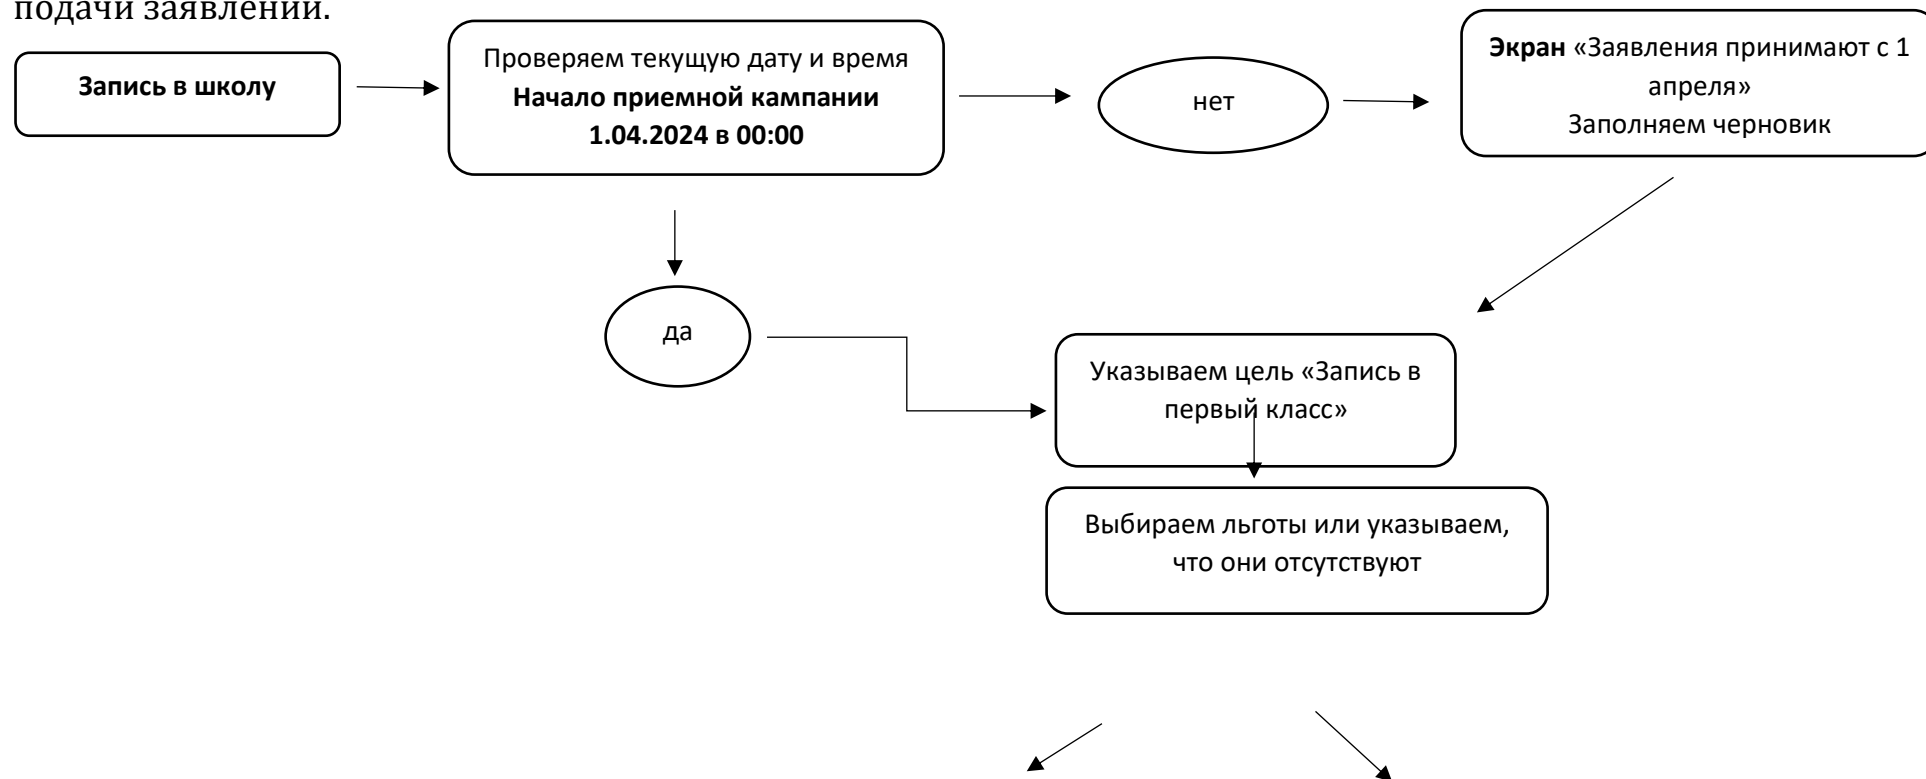 подачи заявлений.
Запись в школу
Проверяем текущую дату и время
Начало приемной кампании
1.04.2024 в 00:00
нет
Экран «Заявления принимают с 1
апреля»
Заполняем черновик
да
Указываем цель «Запись в
первый класс»
Выбираем льготы или указываем,
что они отсутствуют